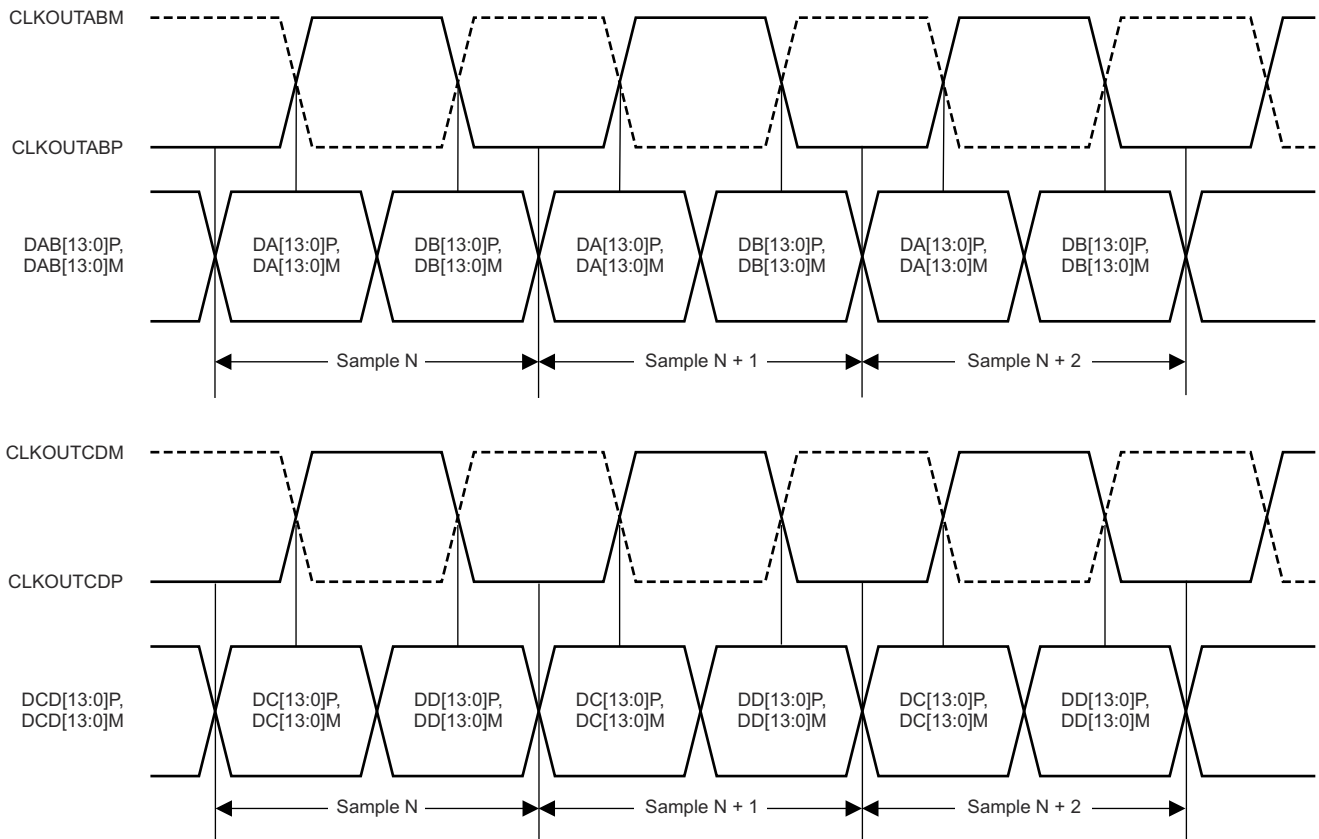 CLKOUTABM
CLKOUTABP
DAB[13:0]P,
DAB[13:0]M
DA[13:0]P,
DA[13:0]M
DB[13:0]P,
DB[13:0]M
DA[13:0]P,
DA[13:0]M
DB[13:0]P,
DB[13:0]M
DA[13:0]P,
DA[13:0]M
DB[13:0]P,
DB[13:0]M
Sample N
Sample N + 1
Sample N + 2
CLKOUTCDM
CLKOUTCDP
DCD[13:0]P,
DCD[13:0]M
DC[13:0]P,
DC[13:0]M
DD[13:0]P,
DD[13:0]M
DC[13:0]P,
DC[13:0]M
DD[13:0]P,
DD[13:0]M
DC[13:0]P,
DC[13:0]M
DD[13:0]P,
DD[13:0]M
Sample N
Sample N + 1
Sample N + 2